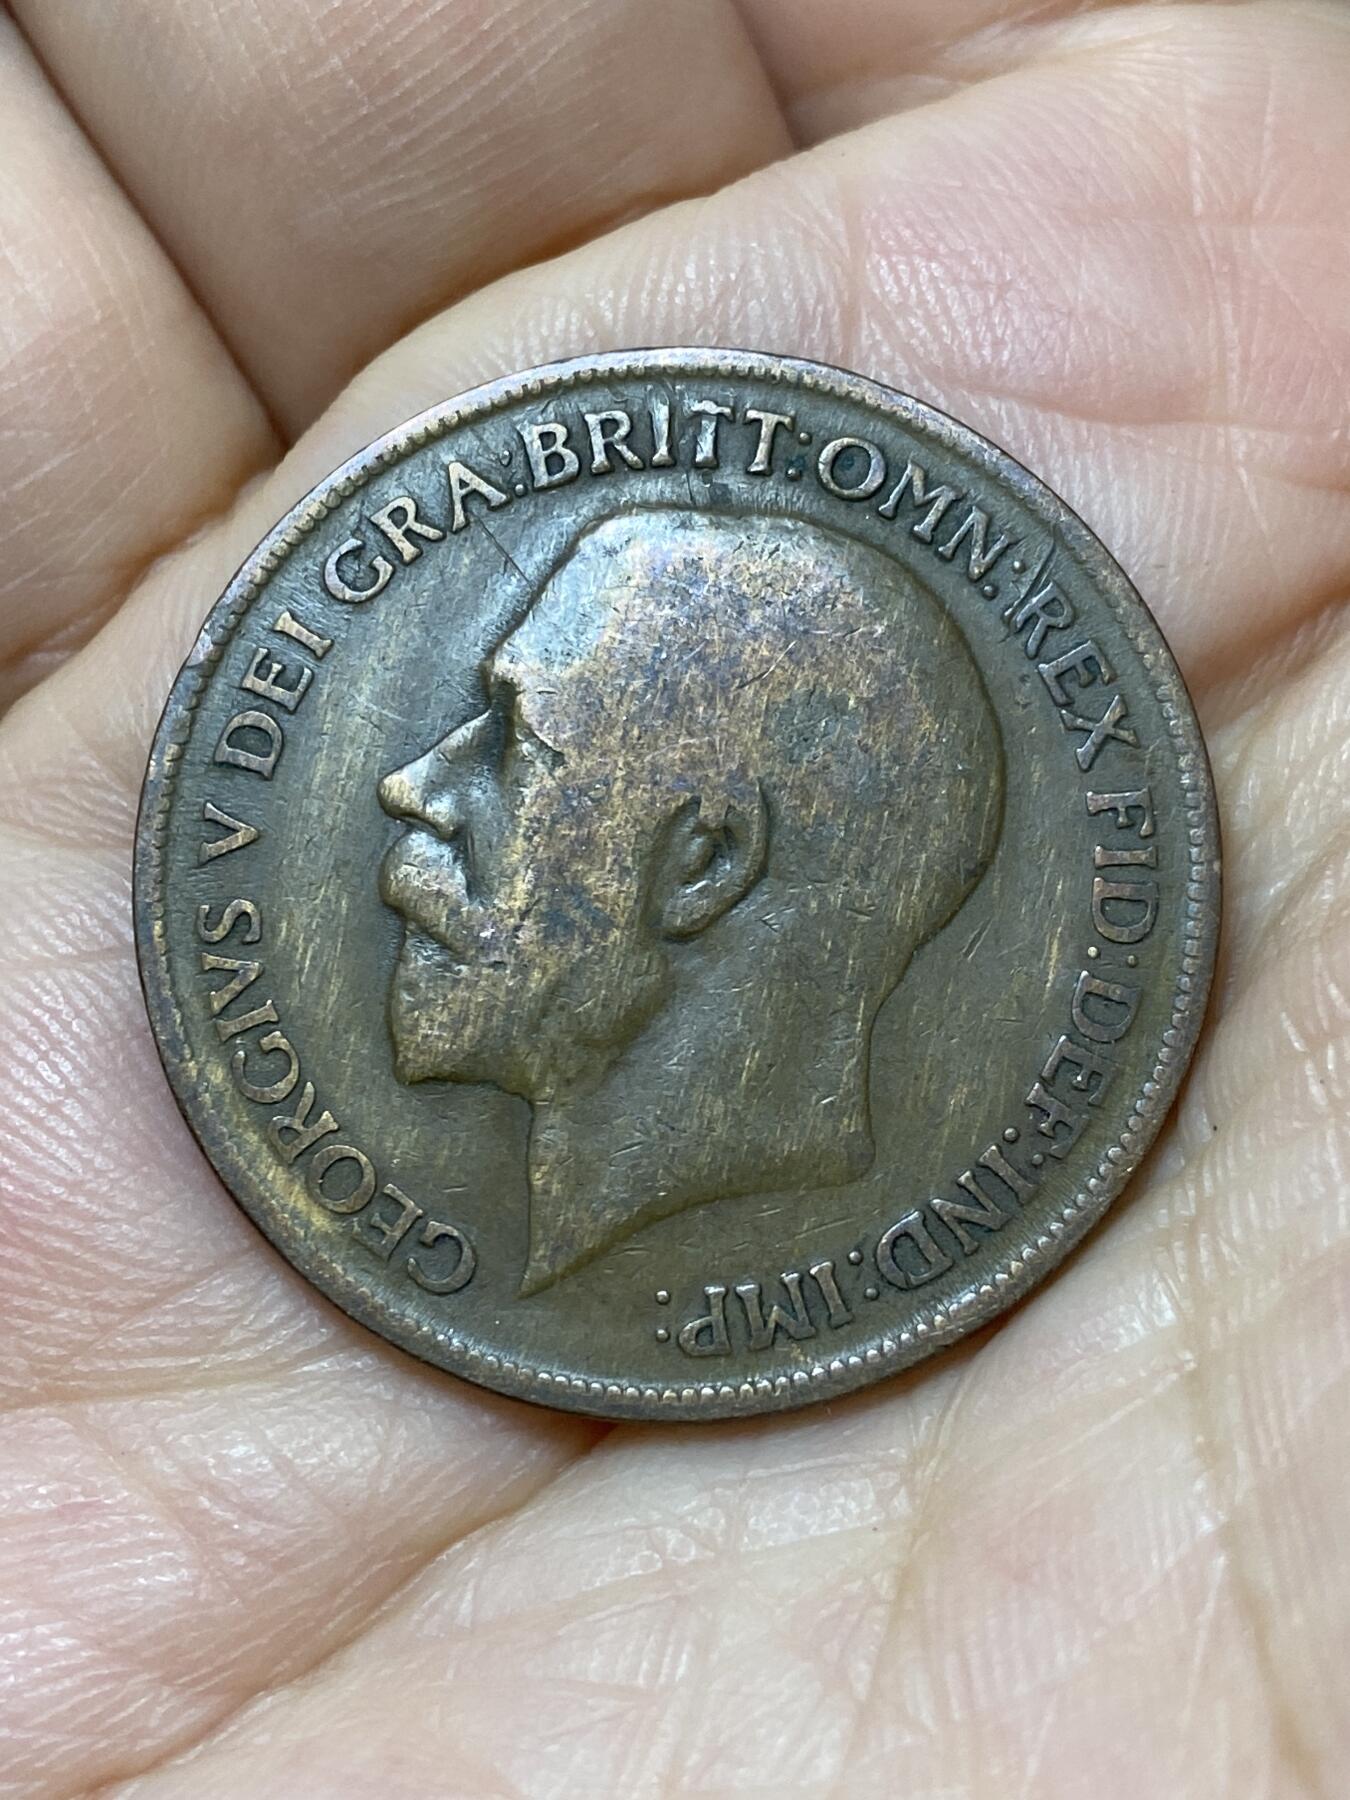 GEORGIVS V DEI GRA:BRITT:OMN:REX FID:DEF:IND:IMP: